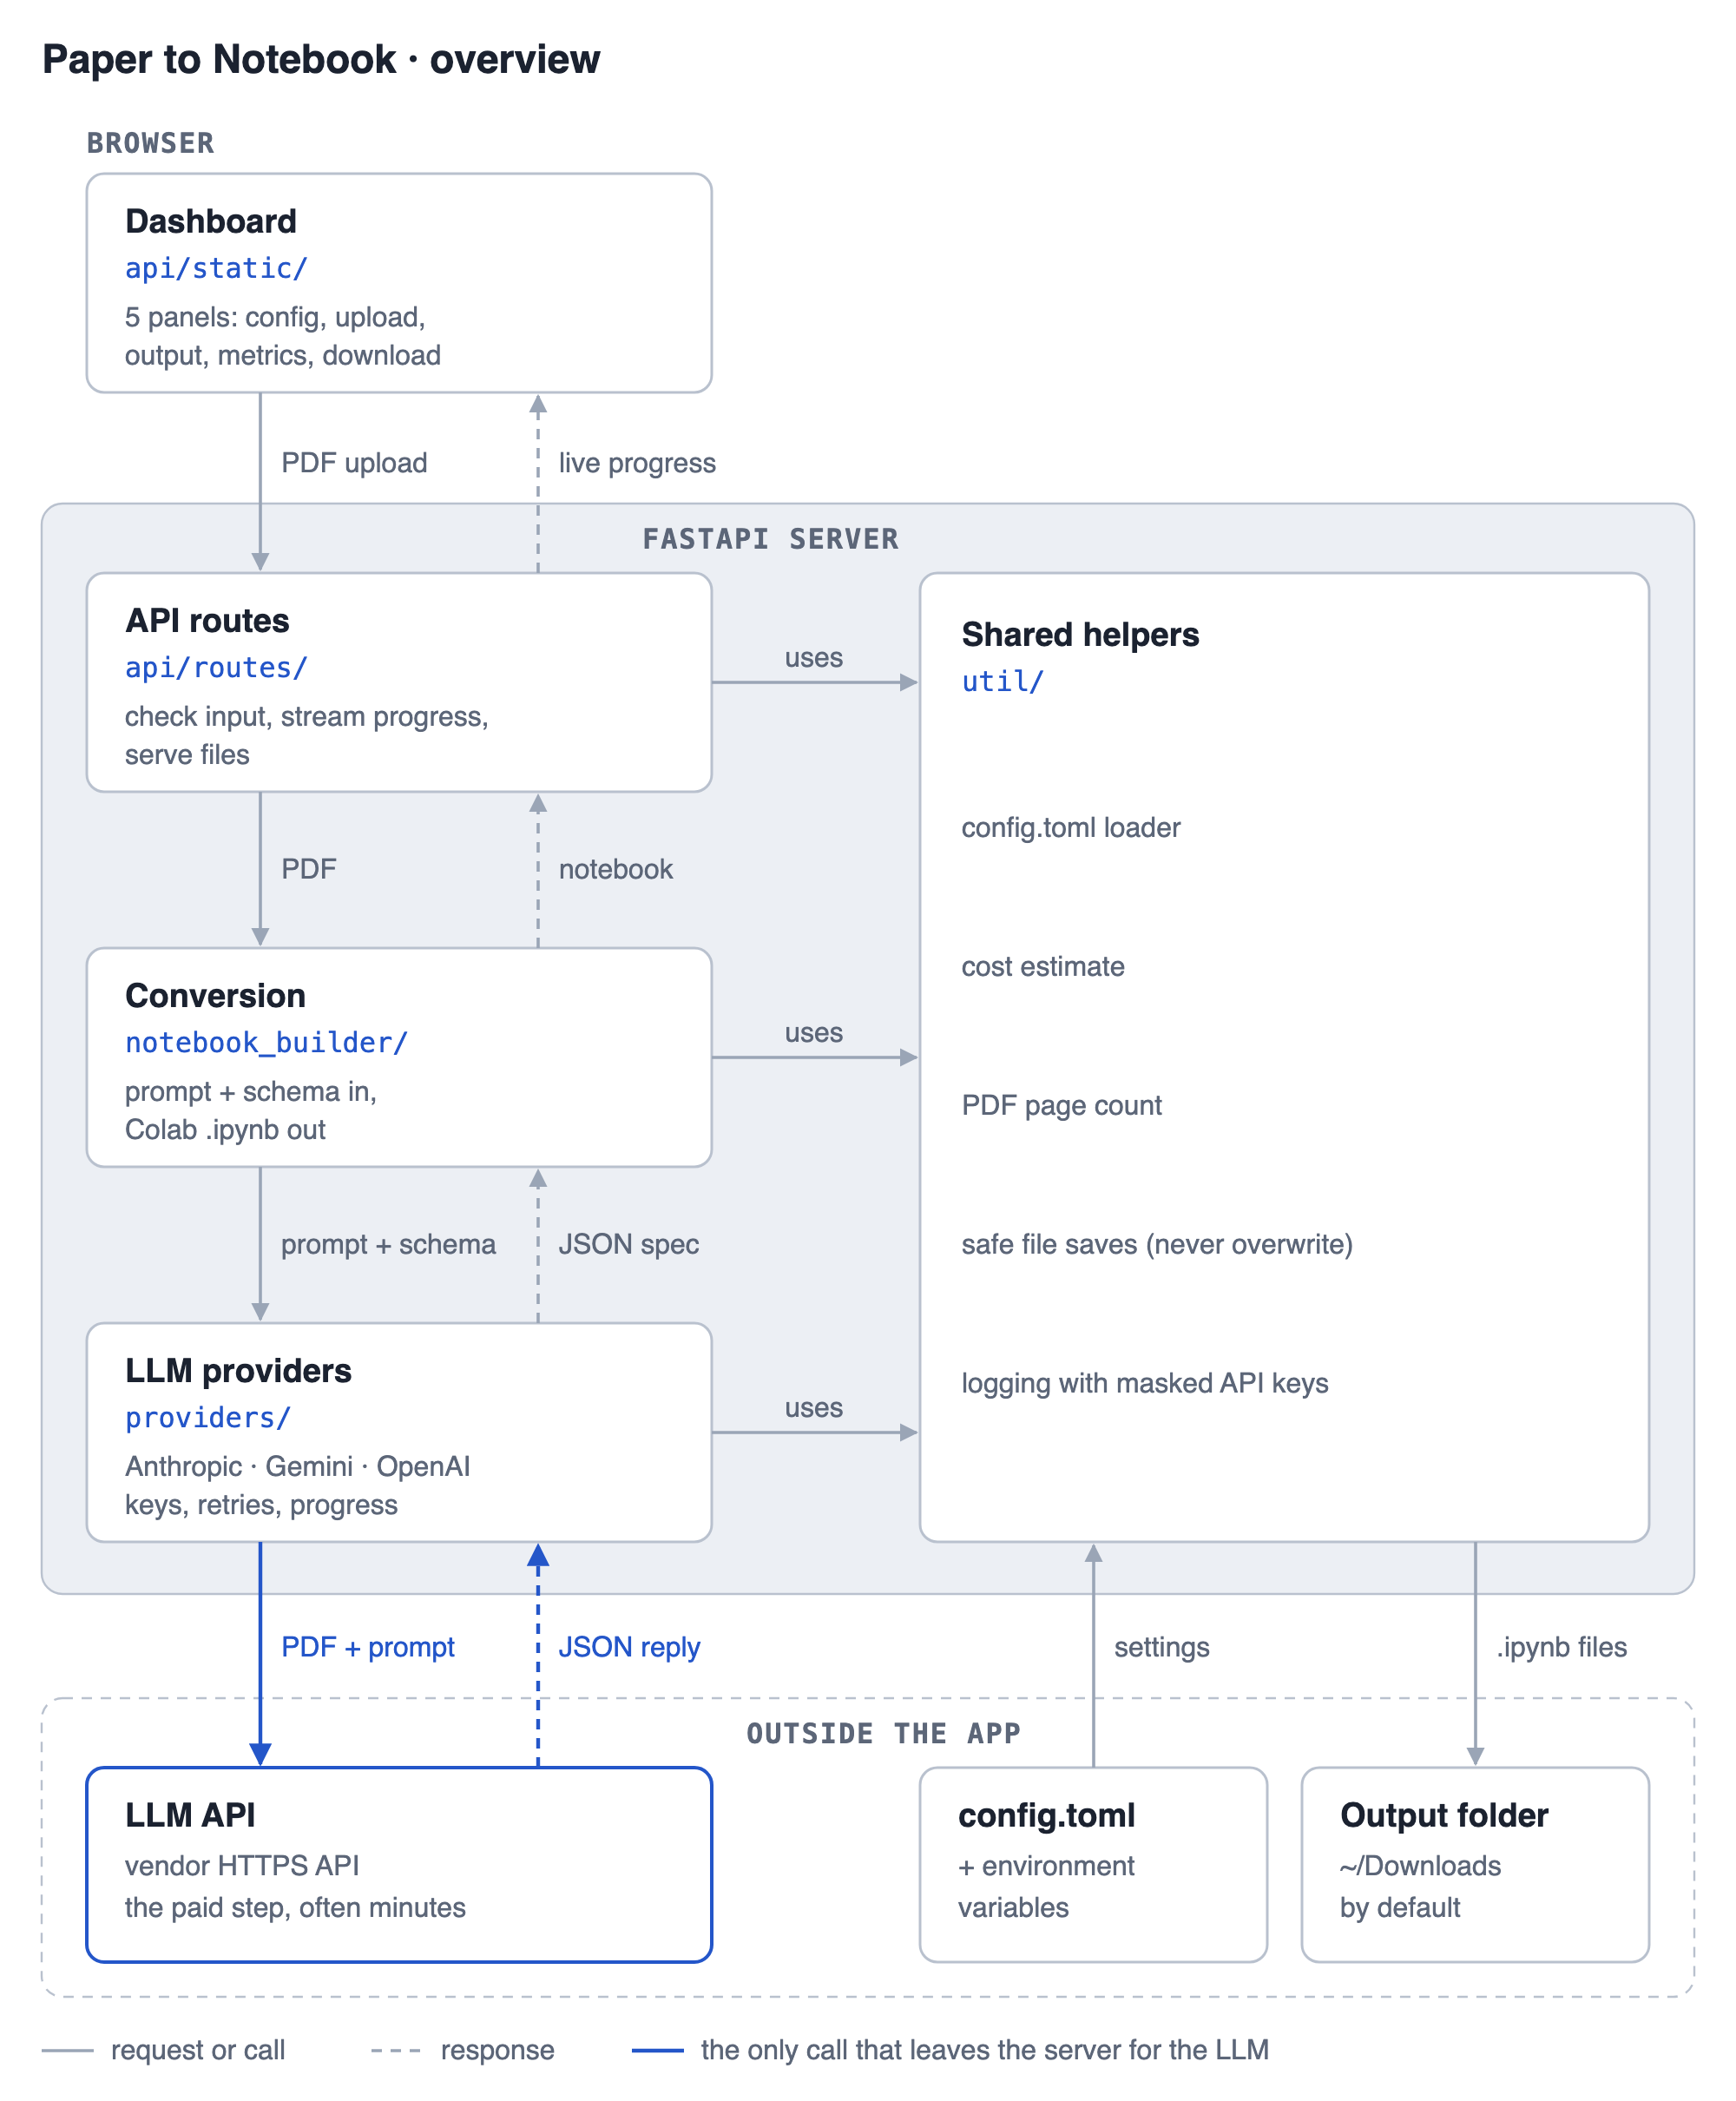 Paper to Notebook · overview
BROWSER
Dashboard
api/static/
5 panels: config, upload,
output, metrics, download
PDF upload
live progress
FASTAPI SERVER
API routes
api/routes/
check input, stream progress,
serve files
uses
PDF
notebook
Conversion
notebook_builder/
prompt + schema in,
Colab .ipynb out
uses
prompt + schema
JSON spec
LLM providers
providers/
Anthropic · Gemini · OpenAI
keys, retries, progress
uses
Shared helpers
util/
config.toml loader
cost estimate
PDF page count
safe file saves (never overwrite)
logging with masked API keys
PDF + prompt
JSON reply
settings
.ipynb files
OUTSIDE THE APP
LLM API
vendor HTTPS API
the paid step, often minutes
config.toml
+ environment
variables
Output folder
~/Downloads
by default
request or call
response
the only call that leaves the server for the LLM